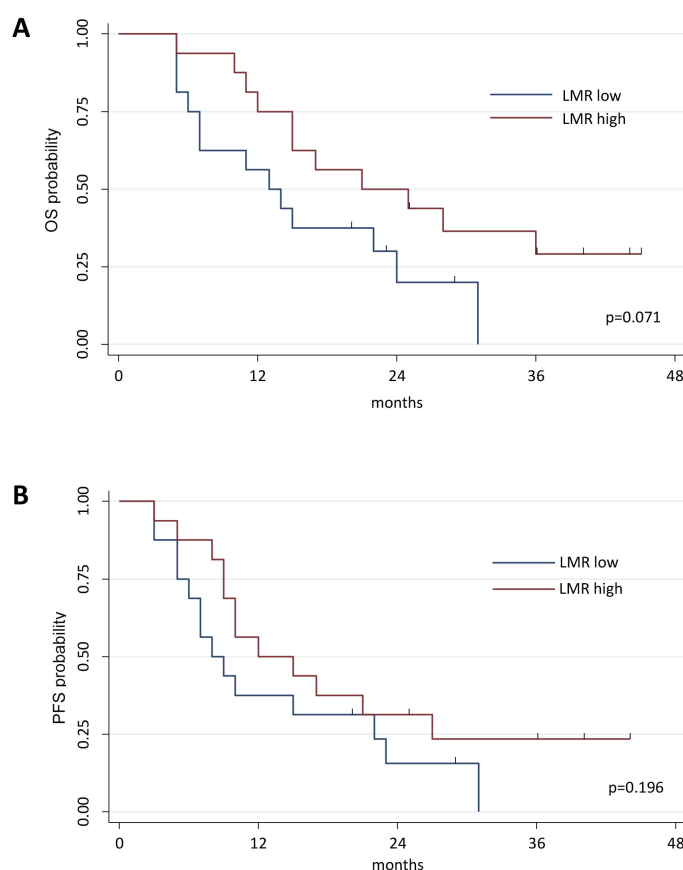 A
OS probability
1.00
0.75
0.50
0.25
0.00
LMR low
LMR high
p=0.071
0 12 24 36 48
months
B
PFS probability
1.00
0.75
0.50
0.25
0.00
LMR low
LMR high
p=0.196
0 12 24 36 48
months